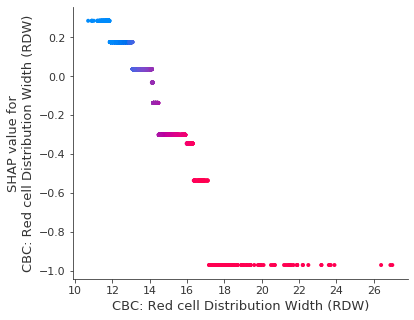 SHAP value for
CBC: Red cell Distribution Width (RDW)
0.2
0.0
−0.2
−0.4
−0.6
−0.8
−1.0
10 12 14 16 18 20 22 24 26
CBC: Red cell Distribution Width (RDW)